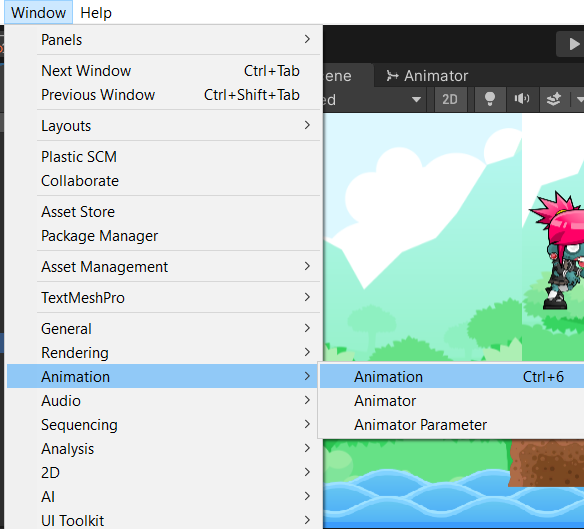 Window Help
Panels
Next Window Ctrl+Tab
Previous Window Ctrl+Shift+Tab
Layouts
Plastic SCM
Collaborate
Asset Store
Package Manager
Asset Management
TextMeshPro
General
Rendering
Animation
Audio
Sequencing
Analysis
2D
AI
UI Toolkit
Animation Ctrl+6
Animator
Animator Parameter
ene Animator
ed 2D